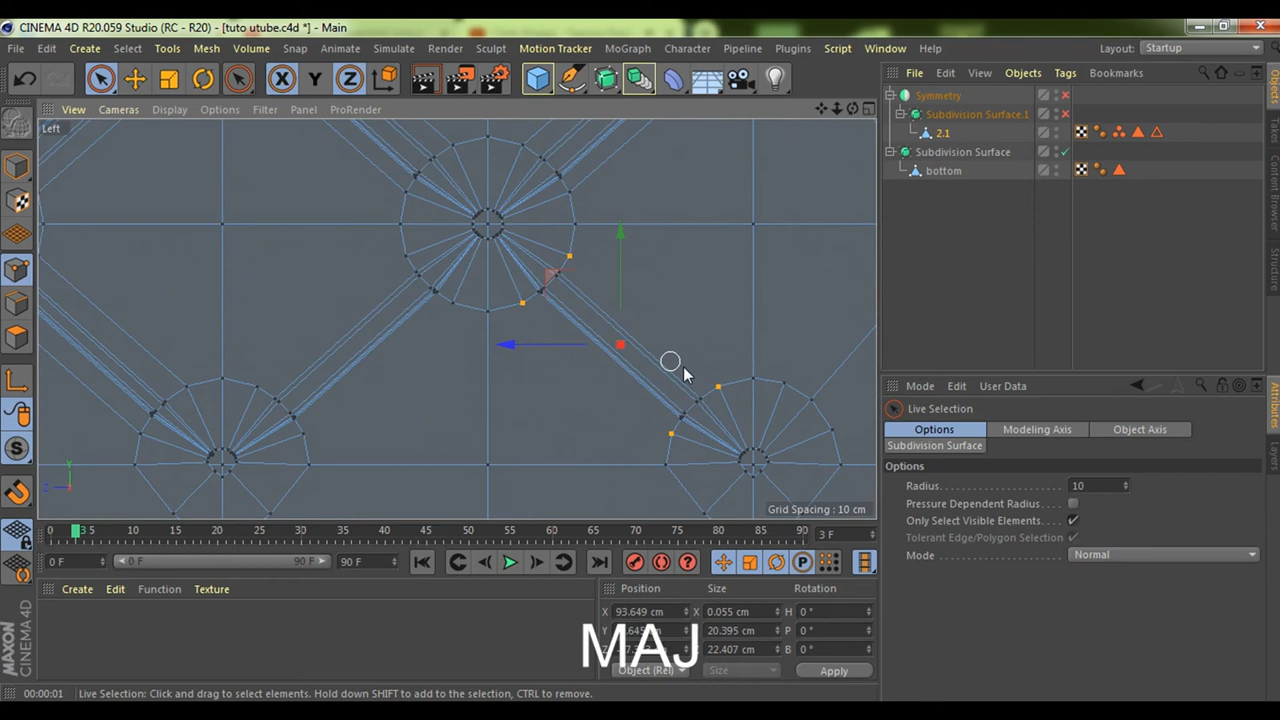 CINEMA 4D R20.059 Studio (RC - R20) - [tuto utube.c4d *] - Main
File Edit Create Select Tools Mesh Volume Snap Animate Simulate Render Sculpt Motion Tracker MoGraph Character Pipeline Plugins Script Window Help Layout: Startup
X Y Z
File Edit View Objects Tags Bookmarks
View Cameras Display Options Filter Panel ProRender
Left
Symmetry
Subdivision Surface.1
2.1
Subdivision Surface
bottom
Objects
Takes
Content Browser
Structure
Mode Edit User Data
Live Selection
Options Modeling Axis Object Axis
Subdivision Surface
Options
Radius 10
Pressure Dependent Radius
Only Select Visible Elements
Tolerant Edge/Polygon Selection
Mode Normal
Attributes
Layers
Y
Z
Grid Spacing : 10 cm
0 3 5 10 15 20 25 30 35 40 45 50 55 60 65 70 75 80 85 90 3 F
0 F 0 F 90 F 90 F
Create Edit Function Texture
Position Size Rotation
X 93.649 cm X 0.055 cm H 0 °
Y Y 20.395 cm P 0 °
22.407 cm B 0 °
Object (Rel) Size Apply
MAJ
MAXON
CINEMA 4D
00:00:01 Live Selection: Click and drag to select elements. Hold down SHIFT to add to the selection, CTRL to remove.